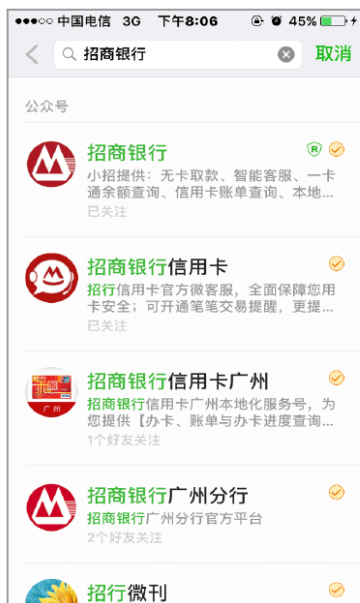 中国电信 3G 下午8:06 45%
招商银行 取消
公众号
招商银行
小招提供：无卡取款、智能客服、一卡
通余额查询、信用卡账单查询、本地...
已关注
招商银行信用卡
招行信用卡官方微客服，全面保障您用
卡安全；可开通笔笔交易提醒，更提...
已关注
广州
招商银行信用卡广州
招商银行信用卡广州本地化服务号，为
您提供【办卡、账单与办卡进度查询...
1个好友关注
招商银行广州分行
招商银行广州分行官方平台
2个好友关注
招行微刊